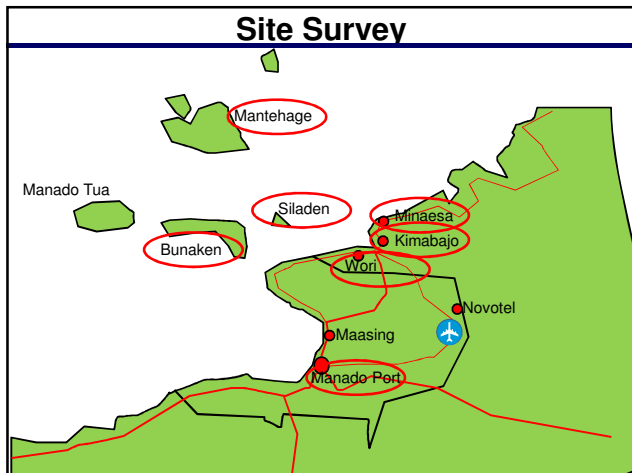 Site Survey
Mantehage
Manado Tua
Siladen
Minaesa
Bunaken
Kimabajo
Wori
Novotel
Maasing
Manado Port